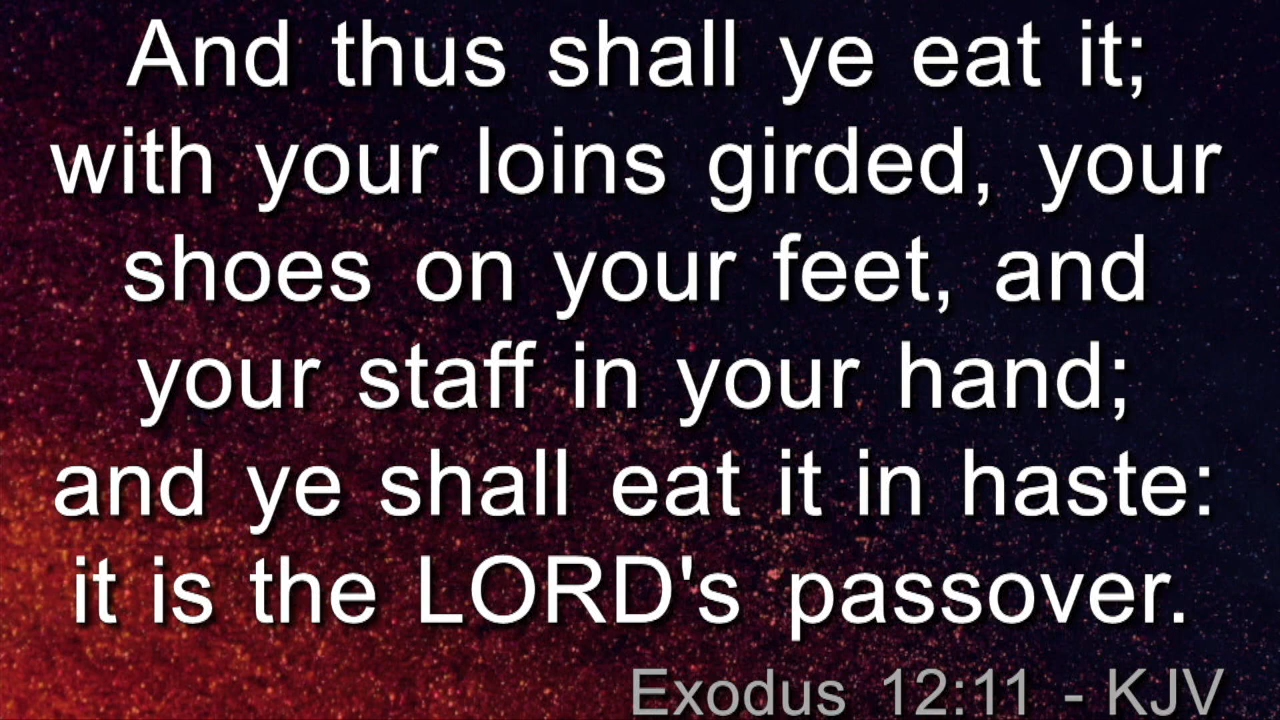 And thus shall ye eat it;
with your loins girded, your
shoes on your feet, and
your staff in your hand;
and ye shall eat it in haste:
it is the LORD's passover.
Exodus 12:11 - KJV